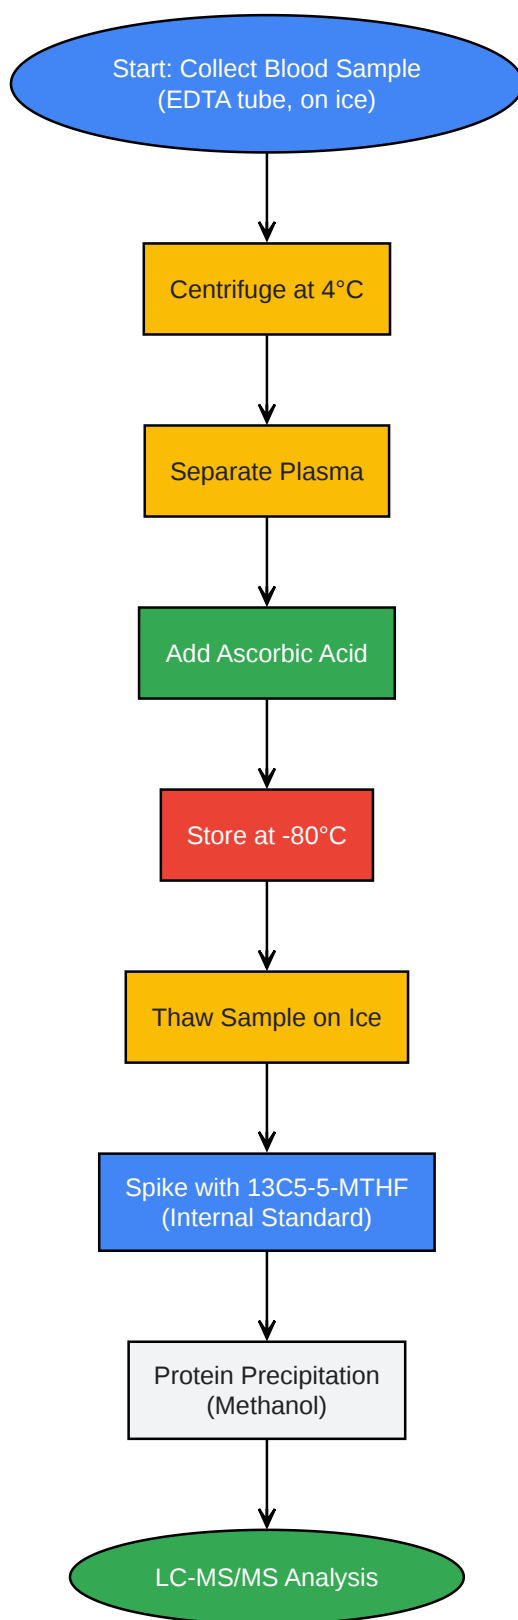 Start: Collect Blood Sample
(EDTA tube, on ice)
Centrifuge at 4°C
Separate Plasma
Add Ascorbic Acid
Store at -80°C
Thaw Sample on Ice
Spike with 13C5-5-MTHF
(Internal Standard)
Protein Precipitation
(Methanol)
LC-MS/MS Analysis